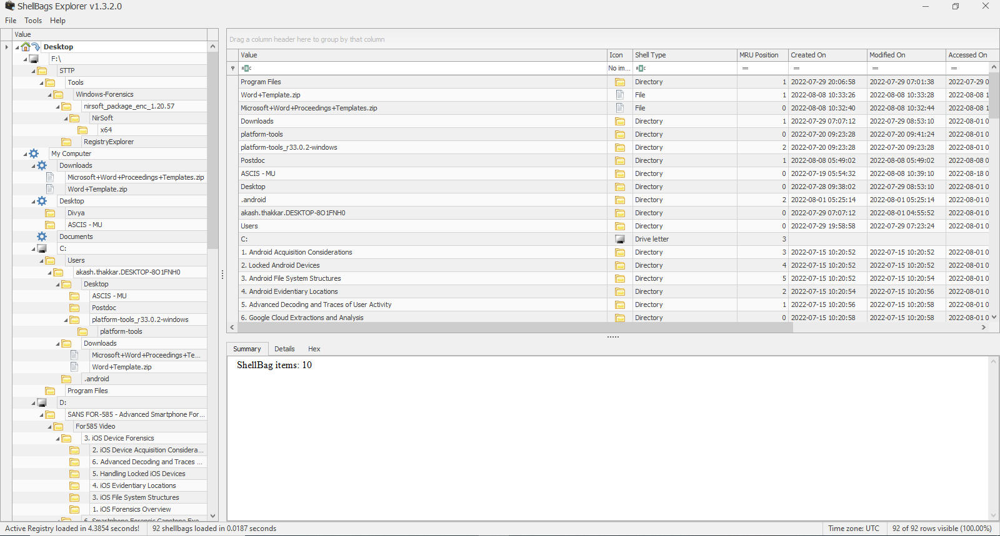 ShellBags Explorer v1.3.2.0
File Tools Help
Value
Desktop
F:\
STTP
Tools
Windows-Forensics
nirsoft_package_enc_1.20.57
NirSoft
x64
RegistryExplorer
My Computer
Downloads
Microsoft+Word+Proceedings+Templates.zip
Word+Template.zip
Desktop
Divya
ASCIS - MU
Documents
C:
Users
akash.thakkar.DESKTOP-8O1FNH0
Desktop
ASCIS - MU
Postdoc
platform-tools_r33.0.2-windows
platform-tools
Downloads
Microsoft+Word+Proceedings+Te...
Word+Template.zip
.android
Program Files
D:
SANS FOR-585 - Advanced Smartphone For...
For585 Video
3. iOS Device Forensics
2. iOS Device Acquisition Considera...
6. Advanced Decoding and Traces ...
5. Handling Locked iOS Devices
4. iOS Evidentiary Locations
3. iOS File System Structures
1. iOS Forensics Overview
6. Smartphone Forensic Capstone Exe...
Drag a column header here to group by that column
Value Icon Shell Type MRU Position Created On Modified On Accessed On
ABC No im... ABC = = = =
Program Files Directory 1 2022-07-29 20:06:58 2022-07-29 07:01:38 2022-07-29 0
Word+Template.zip File 1 2022-08-08 10:33:26 2022-08-08 10:33:28 2022-08-08 1
Microsoft+Word+Proceedings+Templates.zip File 0 2022-08-08 10:32:40 2022-08-08 10:32:44 2022-08-08 1
Downloads Directory 1 2022-07-29 07:07:12 2022-07-29 08:53:10 2022-08-01 0
platform-tools Directory 0 2022-07-20 09:23:28 2022-07-20 09:41:24 2022-08-01 0
platform-tools_r33.0.2-windows Directory 2 2022-07-20 09:23:28 2022-07-20 09:23:28 2022-08-01 0
Postdoc Directory 1 2022-08-08 05:49:02 2022-08-08 05:49:02 2022-08-08 0
ASCIS - MU Directory 0 2022-07-19 05:54:32 2022-08-08 10:39:10 2022-08-18 0
Desktop Directory 0 2022-07-28 09:38:02 2022-07-29 08:53:10 2022-08-01 0
.android Directory 2 2022-08-01 05:25:14 2022-08-01 05:25:14 2022-08-01 0
akash.thakkar.DESKTOP-8O1FNH0 Directory 0 2022-07-29 07:07:12 2022-08-01 04:55:52 2022-08-01 0
Users Directory 0 2022-07-29 19:58:58 2022-07-29 07:23:24 2022-08-01 0
C: Drive letter 3
1. Android Acquisition Considerations Directory 3 2022-07-15 10:20:52 2022-07-15 10:20:52 2022-08-01 0
2. Locked Android Devices Directory 4 2022-07-15 10:20:52 2022-07-15 10:20:52 2022-08-01 0
3. Android File System Structures Directory 5 2022-07-15 10:20:52 2022-07-15 10:20:54 2022-08-01 0
4. Android Evidentiary Locations Directory 2 2022-07-15 10:20:54 2022-07-15 10:20:56 2022-08-01 0
5. Advanced Decoding and Traces of User Activity Directory 1 2022-07-15 10:20:56 2022-07-15 10:20:58 2022-08-01 0
6. Google Cloud Extractions and Analysis Directory 0 2022-07-15 10:20:58 2022-07-15 10:20:58 2022-08-01 0
Summary Details Hex
ShellBag items: 10
Active Registry loaded in 4.3854 seconds! 92 shellbags loaded in 0.0187 seconds Time zone: UTC 92 of 92 rows visible (100.00%)